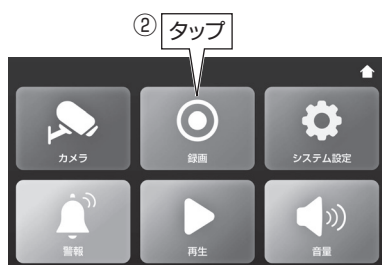 ② タップ
カメラ 録画 システム設定
警報 再生 音量